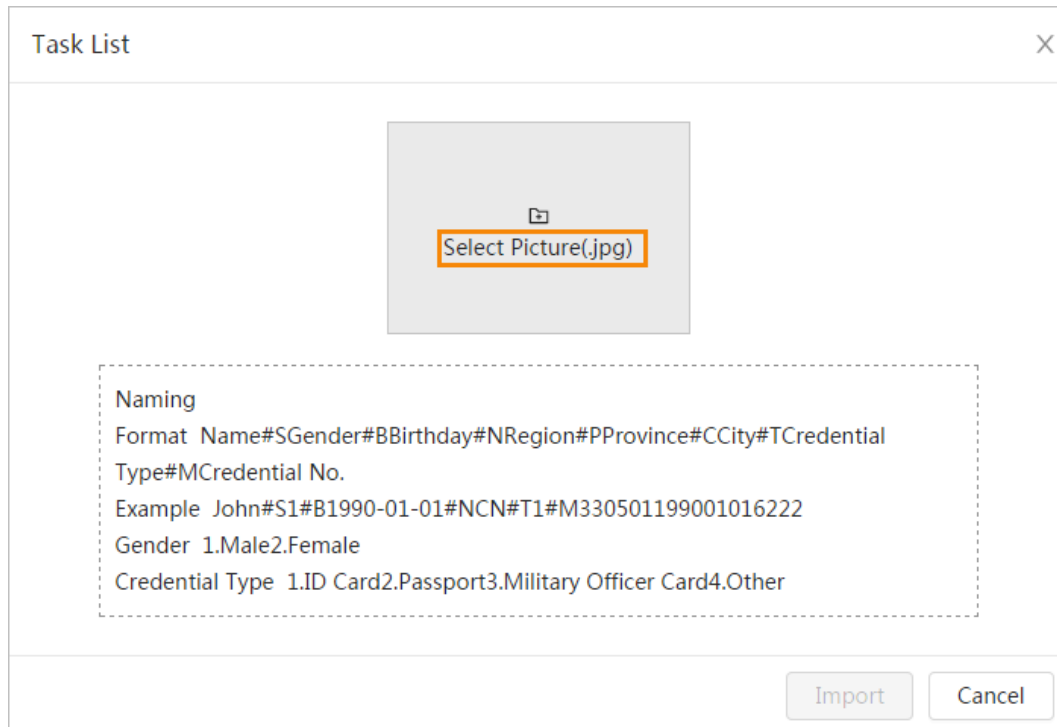 Task List
X
Select Picture(.jpg)
Naming
Format  Name#SGender#BBirthday#NRegion#PProvince#CCity#TCredential
Type#MCredential No.
Example  John#S1#B1990-01-01#NCN#T1#M330501199001016222
Gender  1.Male2.Female
Credential Type  1.ID Card2.Passport3.Military Officer Card4.Other
Import
Cancel